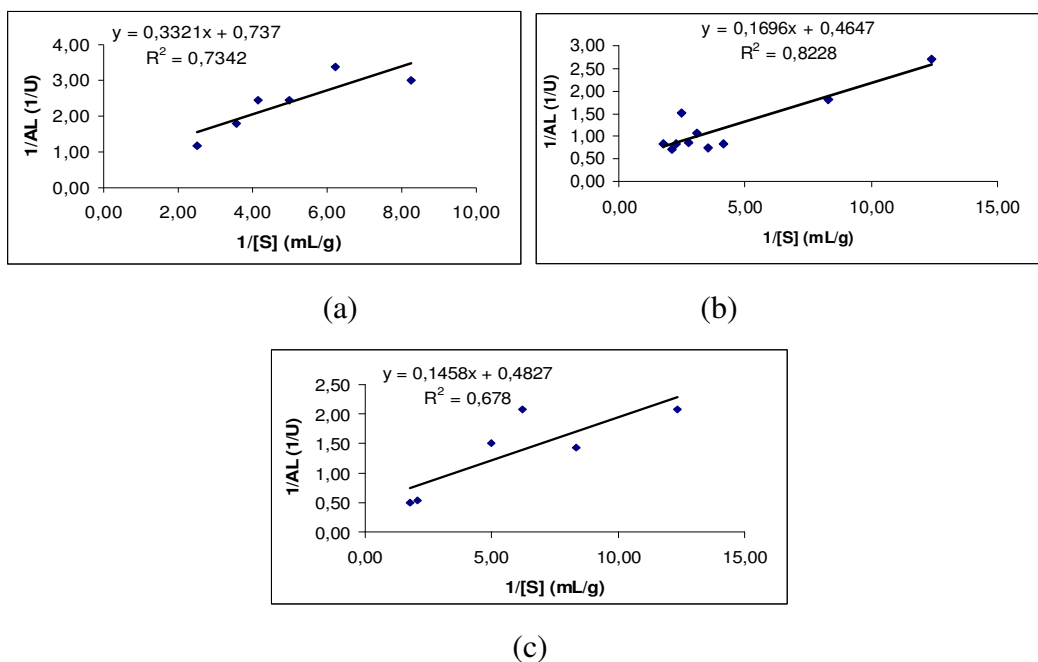 y = 0,3321x + 0,737
R² = 0,7342
4,00
3,00
2,00
1,00
0,00
1/AL (1/U)
0,00 2,00 4,00 6,00 8,00 10,00
1/[S] (mL/g)
(a)
y = 0,1696x + 0,4647
R² = 0,8228
3,00
2,50
2,00
1,50
1,00
0,50
0,00
1/AL (1/U)
0,00 5,00 10,00 15,00
1/[S] (mL/g)
(b)
y = 0,1458x + 0,4827
R² = 0,678
2,50
2,00
1,50
1,00
0,50
0,00
1/AL (1/U)
0,00 5,00 10,00 15,00
1/[S] (mL/g)
(c)